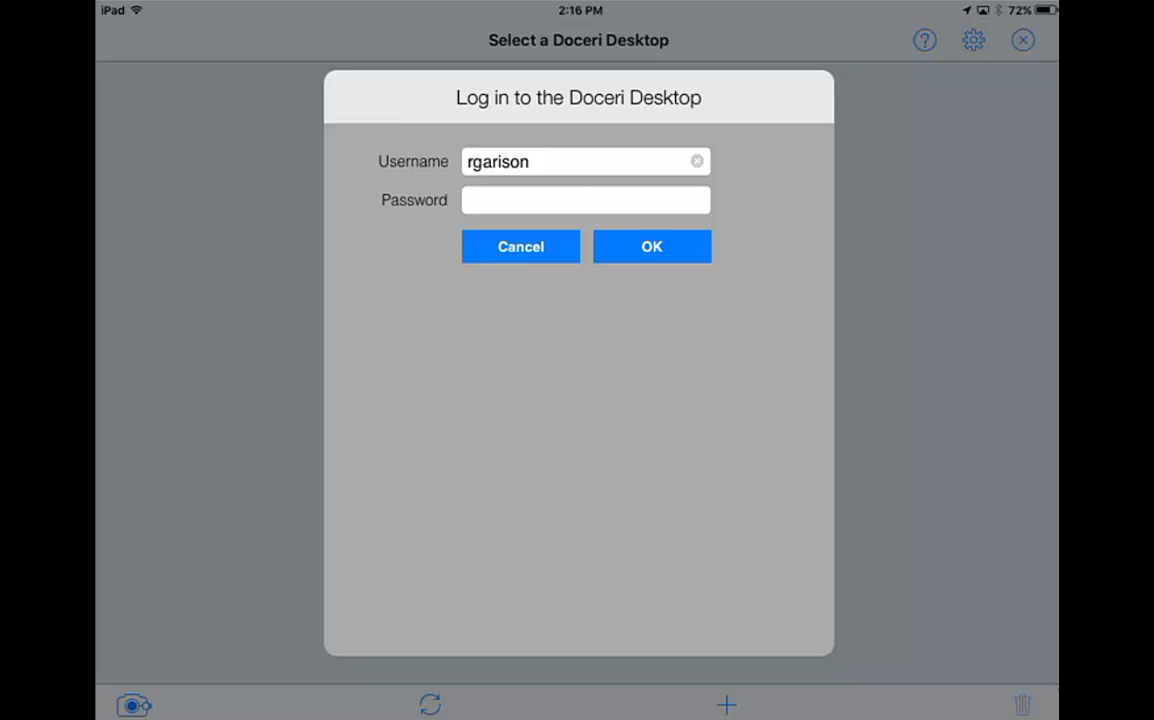 iPad 2:16 PM 72%
Select a Doceri Desktop
?
Log in to the Doceri Desktop
Username rgarison
Password
Cancel OK